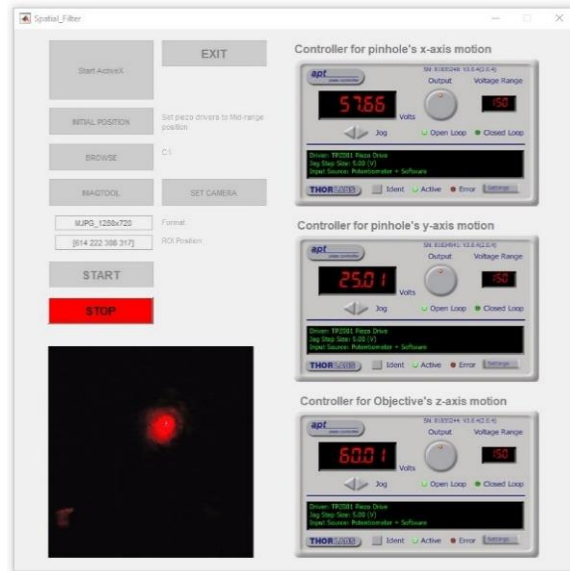 Spatial_Filter
Start ActiveX
EXIT
INITIAL POSITION
Set piezo drivers to Mid-range position
BROWSE
C:\
IMAQTOOL
SET CAMERA
MJPG_1280x720
Format
[614 222 308 317]
ROI Position
START
STOP
Controller for pinhole's x-axis motion
apt
Output
Voltage Range
57.66
Volts
150
Jog
Open Loop
Closed Loop
Driver: TPZ001 Piezo Drive
Jog Step Size: 5.00 (V)
Input Source: Potentiometer + Software
THORLABS
Ident
Active
Error
Settings
Controller for pinhole's y-axis motion
apt
Output
Voltage Range
25.01
Volts
150
Jog
Open Loop
Closed Loop
Driver: TPZ001 Piezo Drive
Jog Step Size: 5.00 (V)
Input Source: Potentiometer + Software
THORLABS
Ident
Active
Error
Settings
Controller for Objective's z-axis motion
apt
Output
Voltage Range
60.01
Volts
150
Jog
Open Loop
Closed Loop
Driver: TPZ001 Piezo Drive
Jog Step Size: 5.00 (V)
Input Source: Potentiometer + Software
THORLABS
Ident
Active
Error
Settings